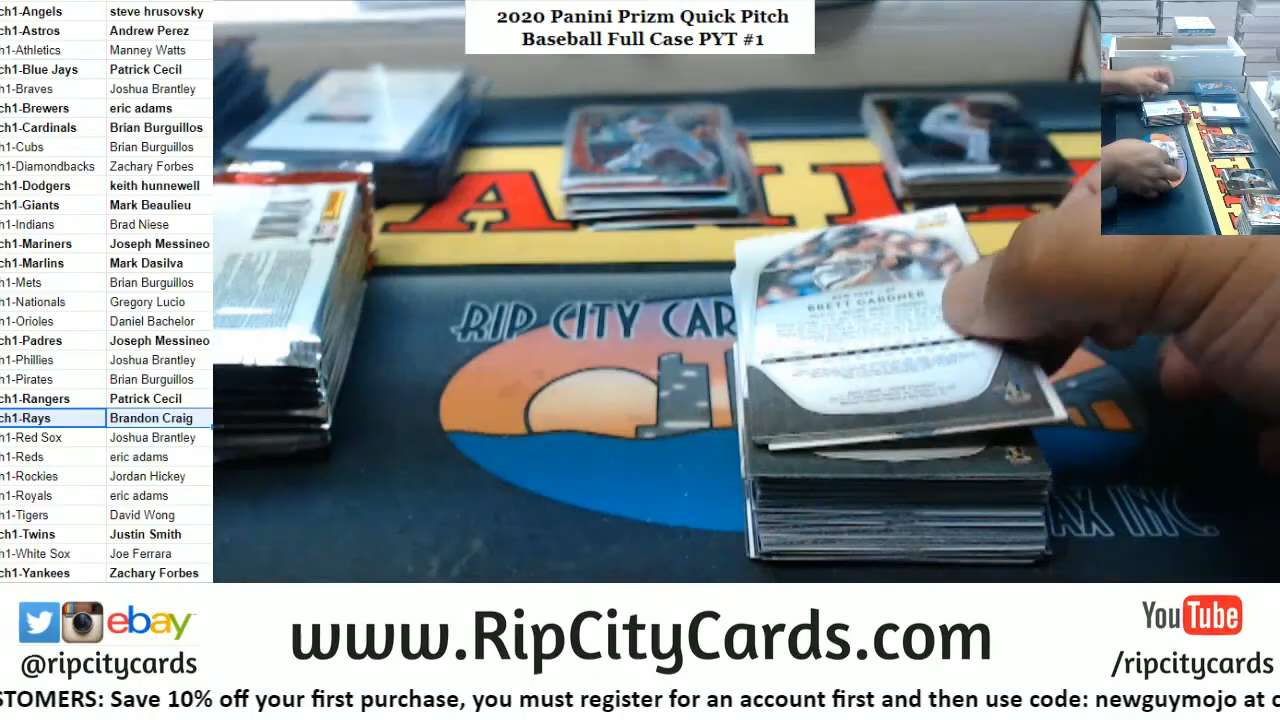 2020 Panini Prizm Quick Pitch
Baseball Full Case PYT #1
ch1-Angels steve hrusovsky
ch1-Astros Andrew Perez
ch1-Athletics Manney Watts
ch1-Blue Jays Patrick Cecil
ch1-Braves Joshua Brantley
ch1-Brewers eric adams
ch1-Cardinals Brian Burguillos
ch1-Cubs Brian Burguillos
ch1-Diamondbacks Zachary Forbes
ch1-Dodgers keith hunnewell
ch1-Giants Mark Beaulieu
ch1-Indians Brad Niese
ch1-Mariners Joseph Messineo
ch1-Marlins Mark Dasilva
ch1-Mets Brian Burguillos
ch1-Nationals Gregory Lucio
ch1-Orioles Daniel Bachelor
ch1-Padres Joseph Messineo
ch1-Phillies Joshua Brantley
ch1-Pirates Brian Burguillos
ch1-Rangers Patrick Cecil
ch1-Rays Brandon Craig
ch1-Red Sox Joshua Brantley
ch1-Reds eric adams
ch1-Rockies Jordan Hickey
ch1-Royals eric adams
ch1-Tigers David Wong
ch1-Twins Justin Smith
ch1-White Sox Joe Ferrara
ch1-Yankees Zachary Forbes
RIP CITY CAR
BRETT GARDNER
AX INC.
ebay
@ripcitycards
www.RipCityCards.com
YouTube
/ripcitycards
STOMERS: Save 10% off your first purchase, you must register for an account first and then use code: newguymojo at c